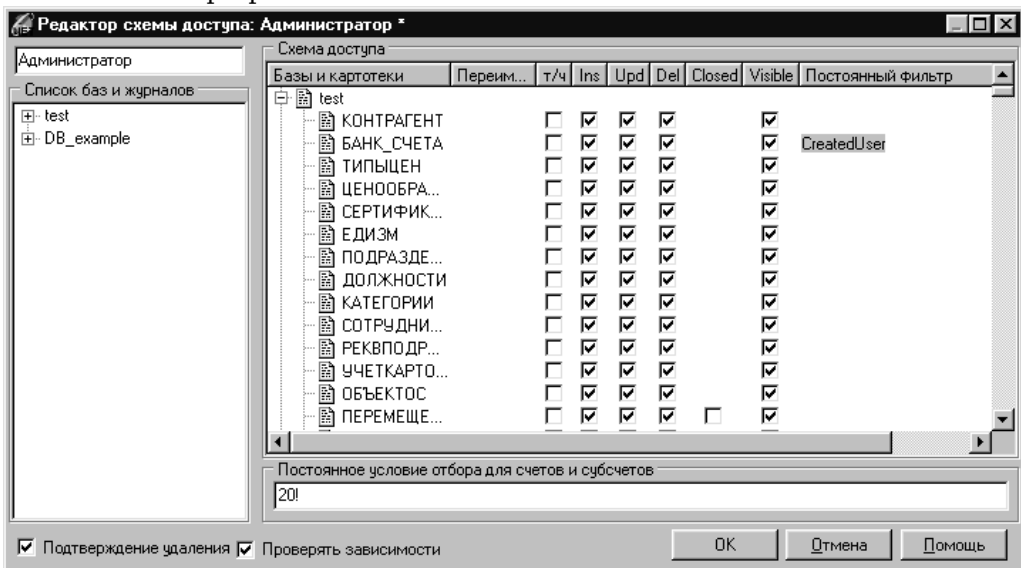 Редактор схемы доступа: Администратор *
Администратор
Список баз и журналов
test
DB_example
Схема доступа
Базы и картотеки Переим... т/ч Ins Upd Del Closed Visible Постоянный фильтр
test
КОНТРАГЕНТ
БАНК_СЧЕТА CreatedUser
ТИПЫЦЕН
ЦЕНООБРА...
СЕРТИФИК...
ЕДИЗМ
ПОДРАЗДЕ...
ДОЛЖНОСТИ
КАТЕГОРИИ
СОТРУДНИ...
РЕКВПОДР...
УЧЕТКАРТО...
ОБЪЕКТОС
ПЕРЕМЕЩЕ...
Постоянное условие отбора для счетов и субсчетов
20!
Подтверждение удаления Проверять зависимости OK Отмена Помощь